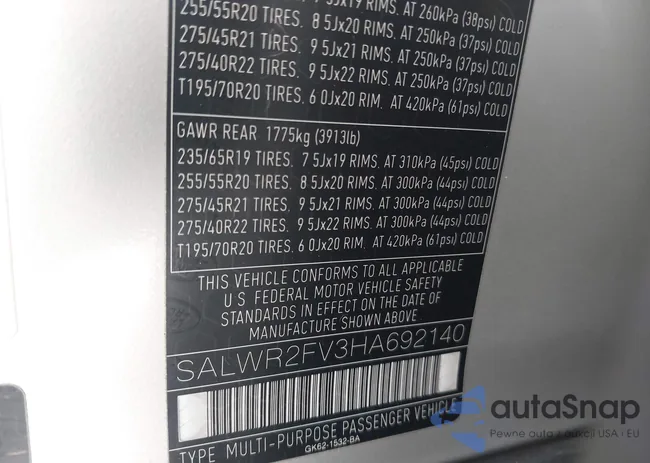 5Jx19 RIMS. AT 260kPa (38psi) COLD
255/55R20 TIRES. 8 5Jx20 RIMS. AT 250kPa (37psi) COLD
275/45R21 TIRES. 9 5Jx21 RIMS. AT 250kPa (37psi) COLD
275/40R22 TIRES. 9 5Jx22 RIMS. AT 250kPa (37psi) COLD
T195/70R20 TIRES. 6 0Jx20 RIM. AT 420kPa (61psi) COLD
GAWR REAR 1775kg (3913lb)
235/65R19 TIRES. 7 5Jx19 RIMS. AT 310kPa (45psi) COLD
255/55R20 TIRES. 8 5Jx20 RIMS. AT 300kPa (44psi) COLD
275/45R21 TIRES. 9 5Jx21 RIMS. AT 300kPa (44psi) COLD
275/40R22 TIRES. 9 5Jx22 RIMS. AT 300kPa (44psi) COLD
T195/70R20 TIRES. 6 0Jx20 RIM. AT 420kPa (61psi) COLD
THIS VEHICLE CONFORMS TO ALL APPLICABLE
U S FEDERAL MOTOR VEHICLE SAFETY
STANDARDS IN EFFECT ON THE DATE OF
MANUFACTURE SHOWN ABOVE.
SALWR2FV3HA692140
TYPE MULTI-PURPOSE PASSENGER VEHICLE
GK62-1532-BA
autaSnap
Pewne auta z aukcji USA i EU